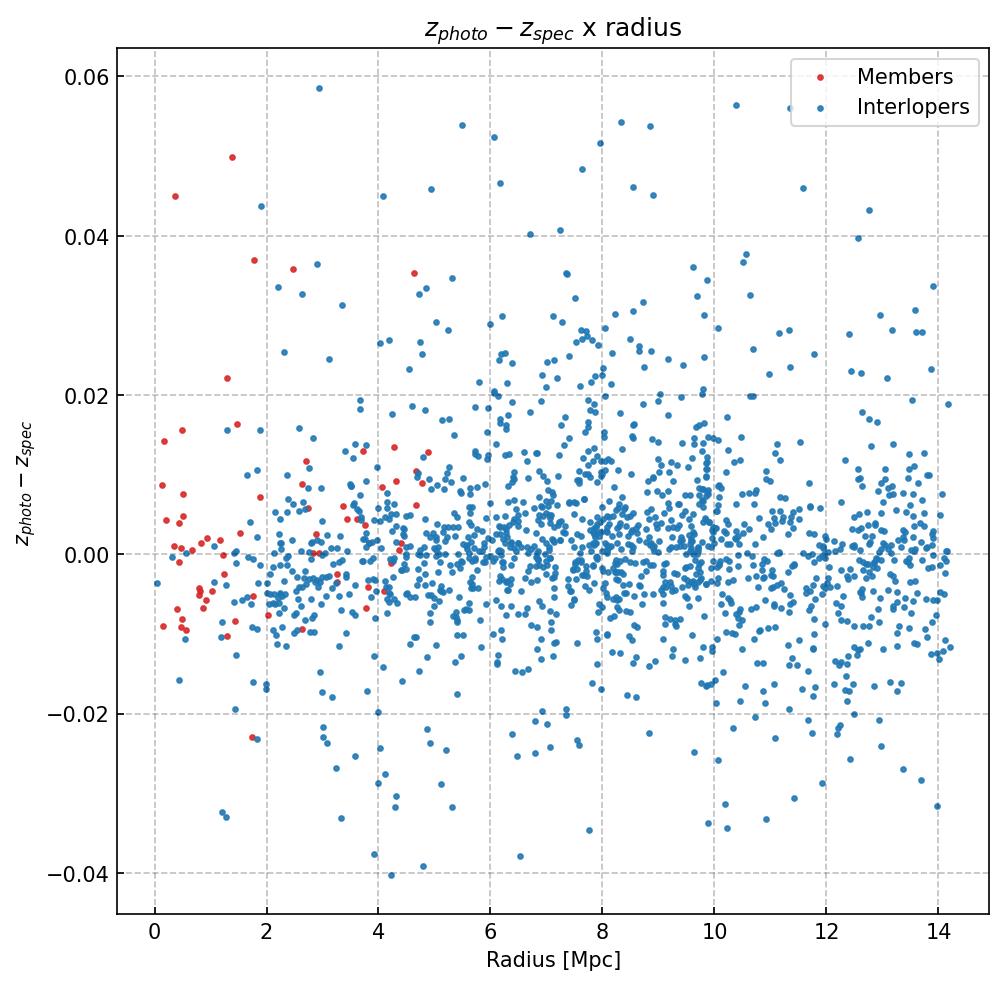 z_photo − z_spec x radius
Members
Interlopers
0.06
0.04
0.02
0.00
−0.02
−0.04
z_photo − z_spec
0 2 4 6 8 10 12 14
Radius [Mpc]